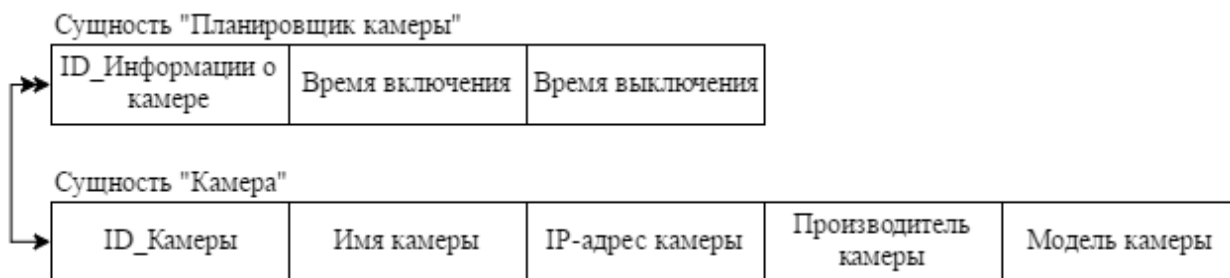 Сущность "Планировщик камеры"
ID_Информации о
камере
Время включения
Время выключения
Сущность "Камера"
ID_Камеры
Имя камеры
IP-адрес камеры
Производитель
камеры
Модель камеры